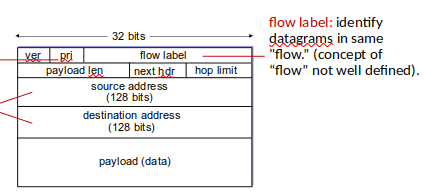 32 bits
ver pri flow label
payload len next hdr hop limit
source address
(128 bits)
destination address
(128 bits)
payload (data)
flow label: identify
datagrams in same
"flow." (concept of
“flow” not well defined).